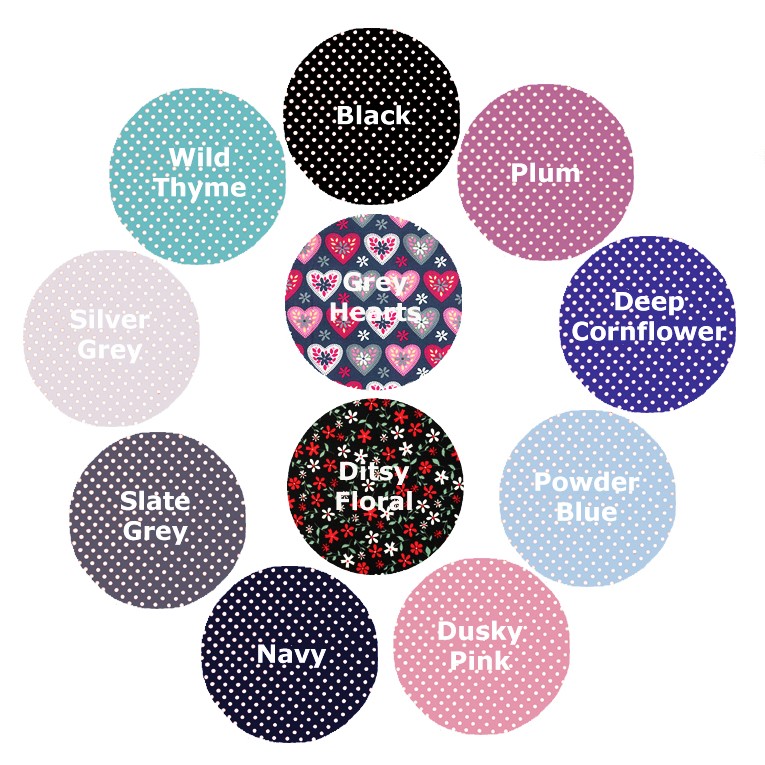 Black
Wild
Thyme
Plum
Grey
Hearts
Silver
Grey
Deep
Cornflower
Ditsy
Floral
Slate
Grey
Powder
Blue
Navy
Dusky
Pink